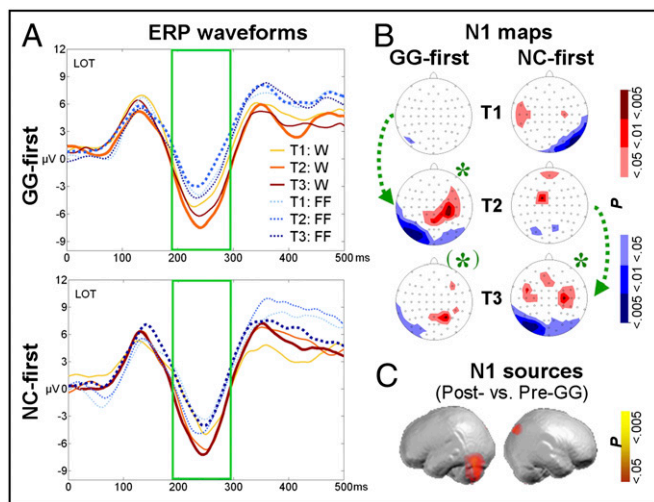 A
ERP waveforms
GG-first
12
9
6
3
µV 0
-3
-6
-9
LOT
T1: W
T2: W
T3: W
T1: FF
T2: FF
T3: FF
0 100 200 300 400 500 ms
NC-first
12
9
6
3
µV 0
-3
-6
-9
LOT
0 100 200 300 400 500ms
B
N1 maps
GG-first NC-first
T1
*
T2
(*)
T3
*
<.005
<.01
<.05
P
<.05
<.01
<.005
C
N1 sources
(Post- vs. Pre-GG)
P
<.005
<.05